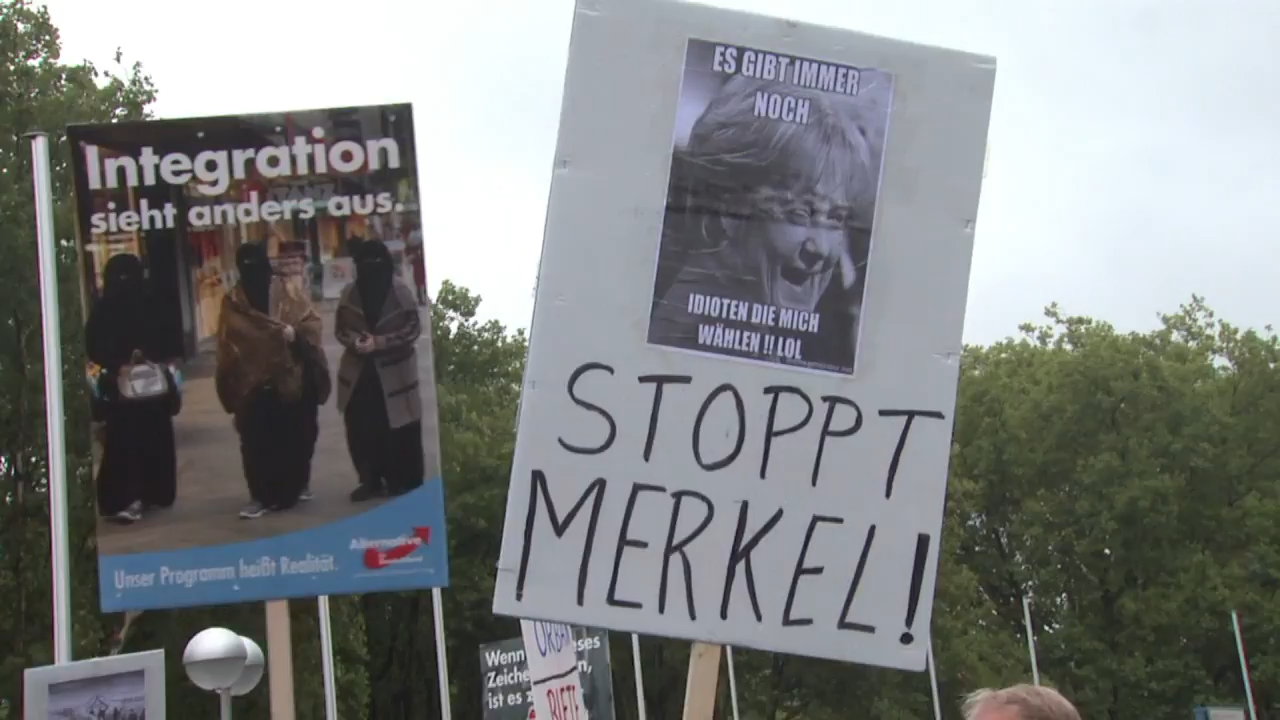 Integration
sieht anders aus.
Unser Programm heißt Realität.
Alternative
ES GIBT IMMER
NOCH
IDIOTEN DIE MICH
WÄHLEN !! LOL
STOPPT
MERKEL!
Wenn
Zeiche
ist es